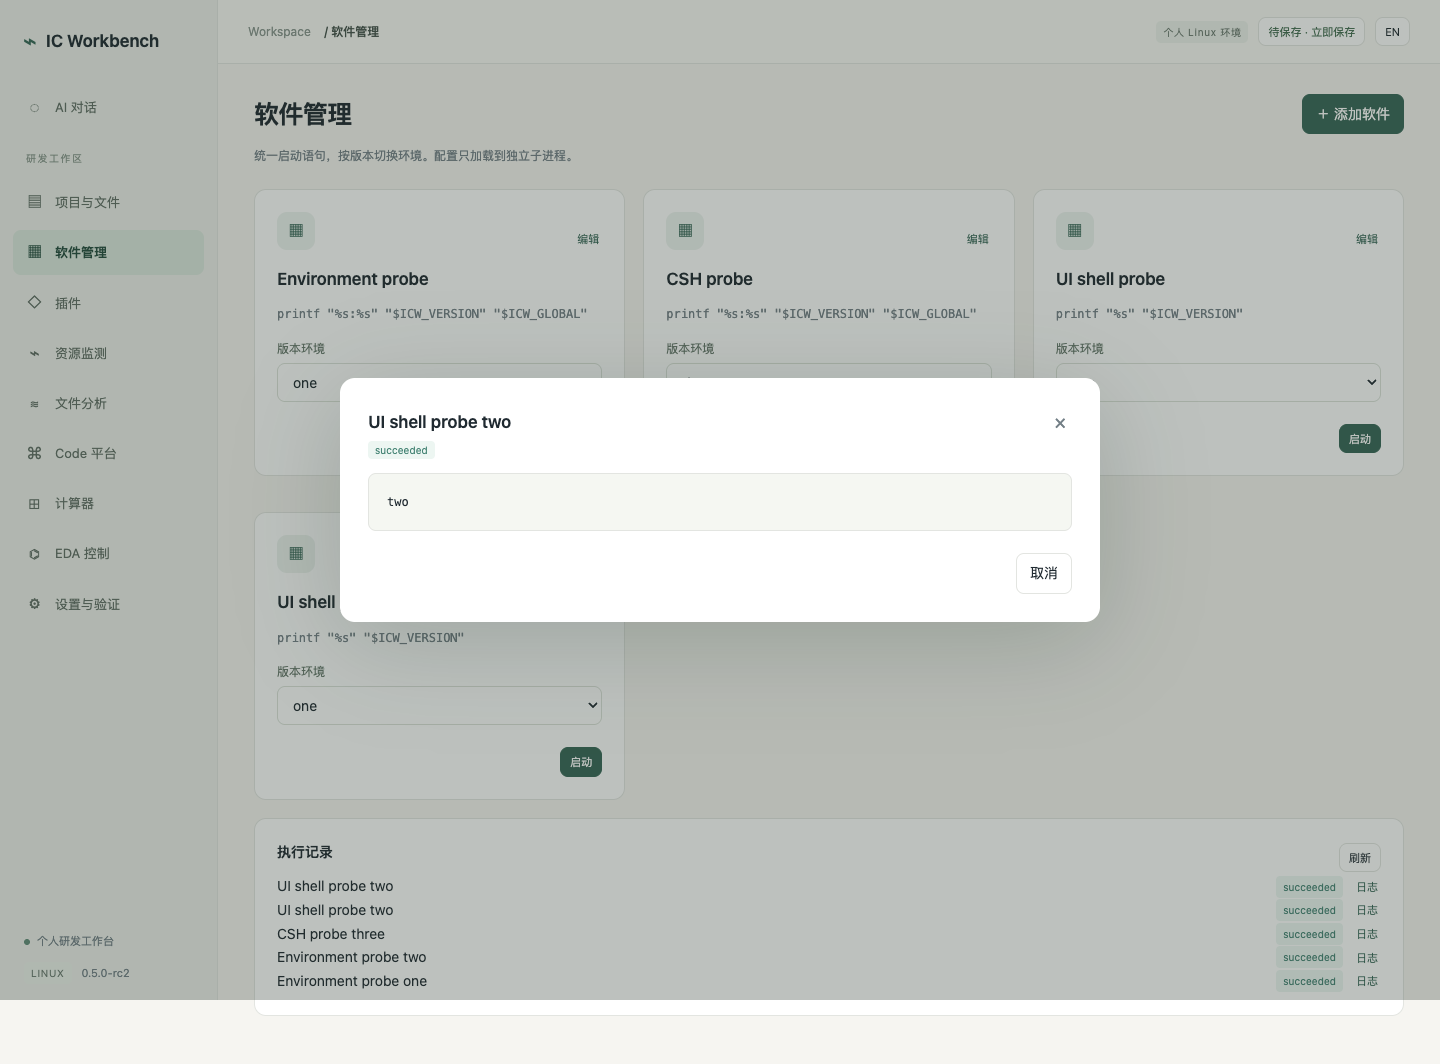 IC Workbench
Workspace / 软件管理
个人 Linux 环境
待保存 · 立即保存
EN
AI 对话
研发工作区
项目与文件
软件管理
插件
资源监测
文件分析
Code 平台
计算器
EDA 控制
设置与验证
个人研发工作台
LINUX 0.5.0-rc2
软件管理
+ 添加软件
统一启动语句，按版本切换环境。配置只加载到独立子进程。
编辑
Environment probe
printf "%s:%s" "$ICW_VERSION" "$ICW_GLOBAL"
版本环境
one
编辑
CSH probe
printf "%s:%s" "$ICW_VERSION" "$ICW_GLOBAL"
版本环境
编辑
UI shell probe
printf "%s" "$ICW_VERSION"
版本环境
启动
UI shell probe two
×
succeeded
two
取消
UI shell
printf "%s" "$ICW_VERSION"
版本环境
one
启动
执行记录
刷新
UI shell probe two succeeded 日志
UI shell probe two succeeded 日志
CSH probe three succeeded 日志
Environment probe two succeeded 日志
Environment probe one succeeded 日志